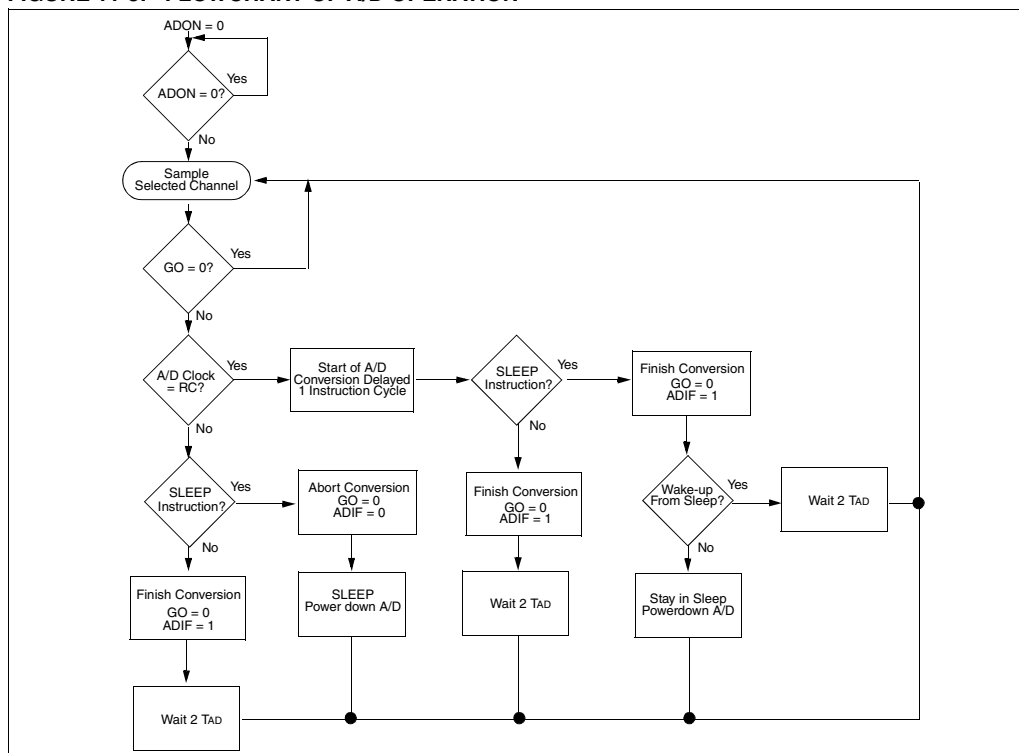 ADON = 0
ADON = 0?
Yes
No
Sample
Selected Channel
GO = 0?
Yes
No
A/D Clock
= RC?
Yes
No
Start of A/D
Conversion Delayed
1 Instruction Cycle
SLEEP
Instruction?
Yes
No
Finish Conversion
GO = 0
ADIF = 1
SLEEP
Instruction?
Yes
No
Abort Conversion
GO = 0
ADIF = 0
Finish Conversion
GO = 0
ADIF = 1
Wake-up
From Sleep?
Yes
No
Wait 2 TAD
Finish Conversion
GO = 0
ADIF = 1
SLEEP
Power down A/D
Wait 2 TAD
Stay in Sleep
Powerdown A/D
Wait 2 TAD